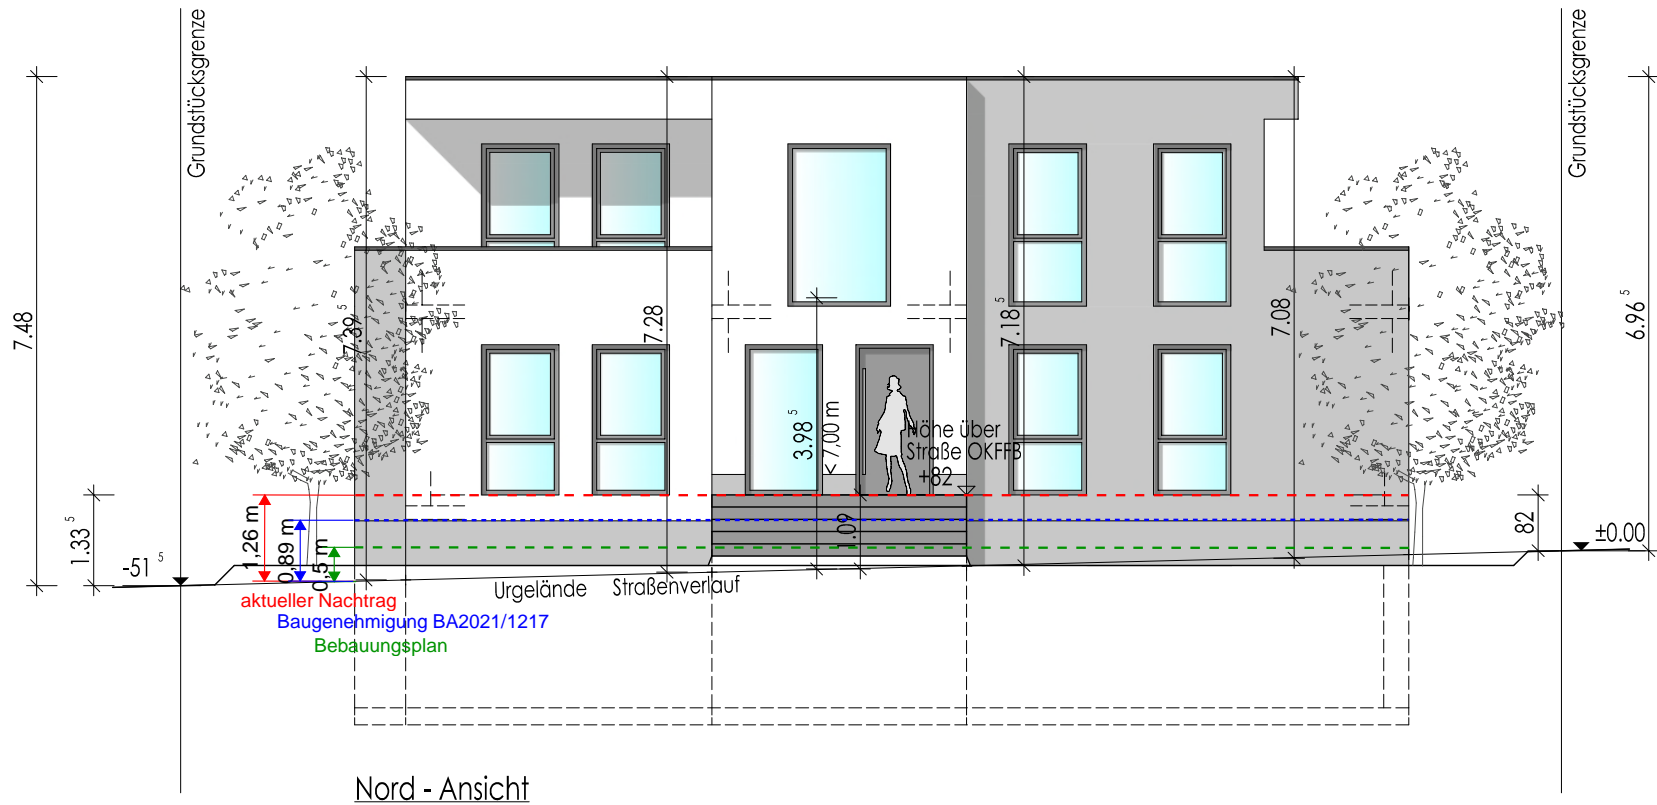 Grundstücksgrenze
Grundstücksgrenze
7.48
7.39 5
7.28
7.18 5
7.08
6.96 5
3.98 5
< 7,00 m
Höhe über
Straße OKFFB
+82
1.09
1.33 5
-51 5
1,26 m
0,89 m
0,5 m
82
±0.00
Urgelände Straßenverlauf
aktueller Nachtrag
Baugenehmigung BA2021/1217
Bebauungsplan
Nord - Ansicht